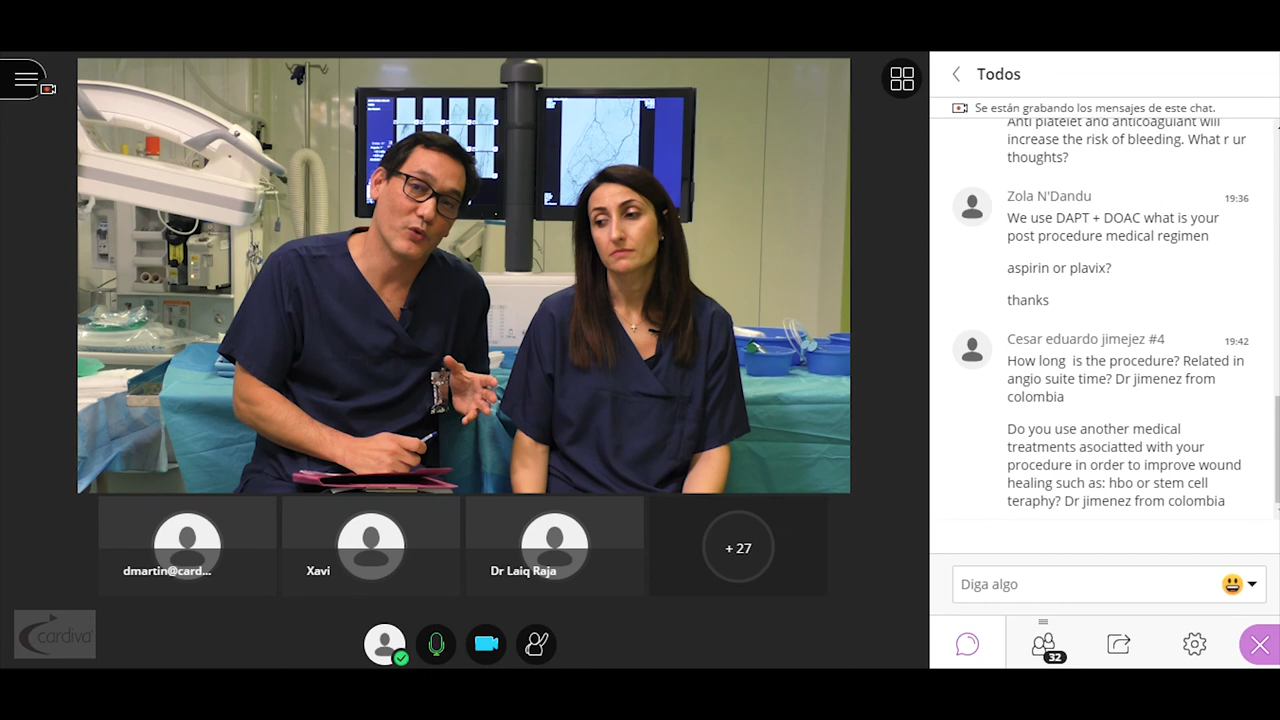 Todos
Se están grabando los mensajes de este chat.
Anti platelet and anticoagulant will
increase the risk of bleeding. What r ur
thoughts?
Zola N'Dandu
19:36
We use DAPT + DOAC what is your
post procedure medical regimen
aspirin or plavix?
thanks
Cesar eduardo jimejez #4
19:42
How long is the procedure? Related in
angio suite time? Dr jimenez from
colombia
Do you use another medical
treatments asociatted with your
procedure in order to improve wound
healing such as: hbo or stem cell
teraphy? Dr jimenez from colombia
dmartin@card...
Xavi
Dr Laiq Raja
+ 27
Diga algo
cardiva
32